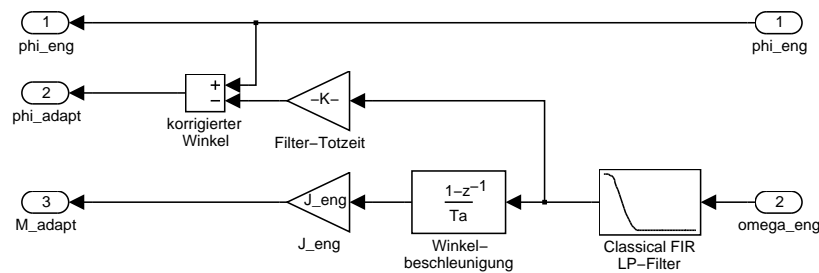 1
1
phi_eng
phi_eng
2
+
−
−K−
phi_adapt
korrigierter
Winkel
Filter−Totzeit
3
J_eng
1−z⁻¹
Ta
2
M_adapt
J_eng
Winkel−
beschleunigung
Classical FIR
LP−Filter
omega_eng